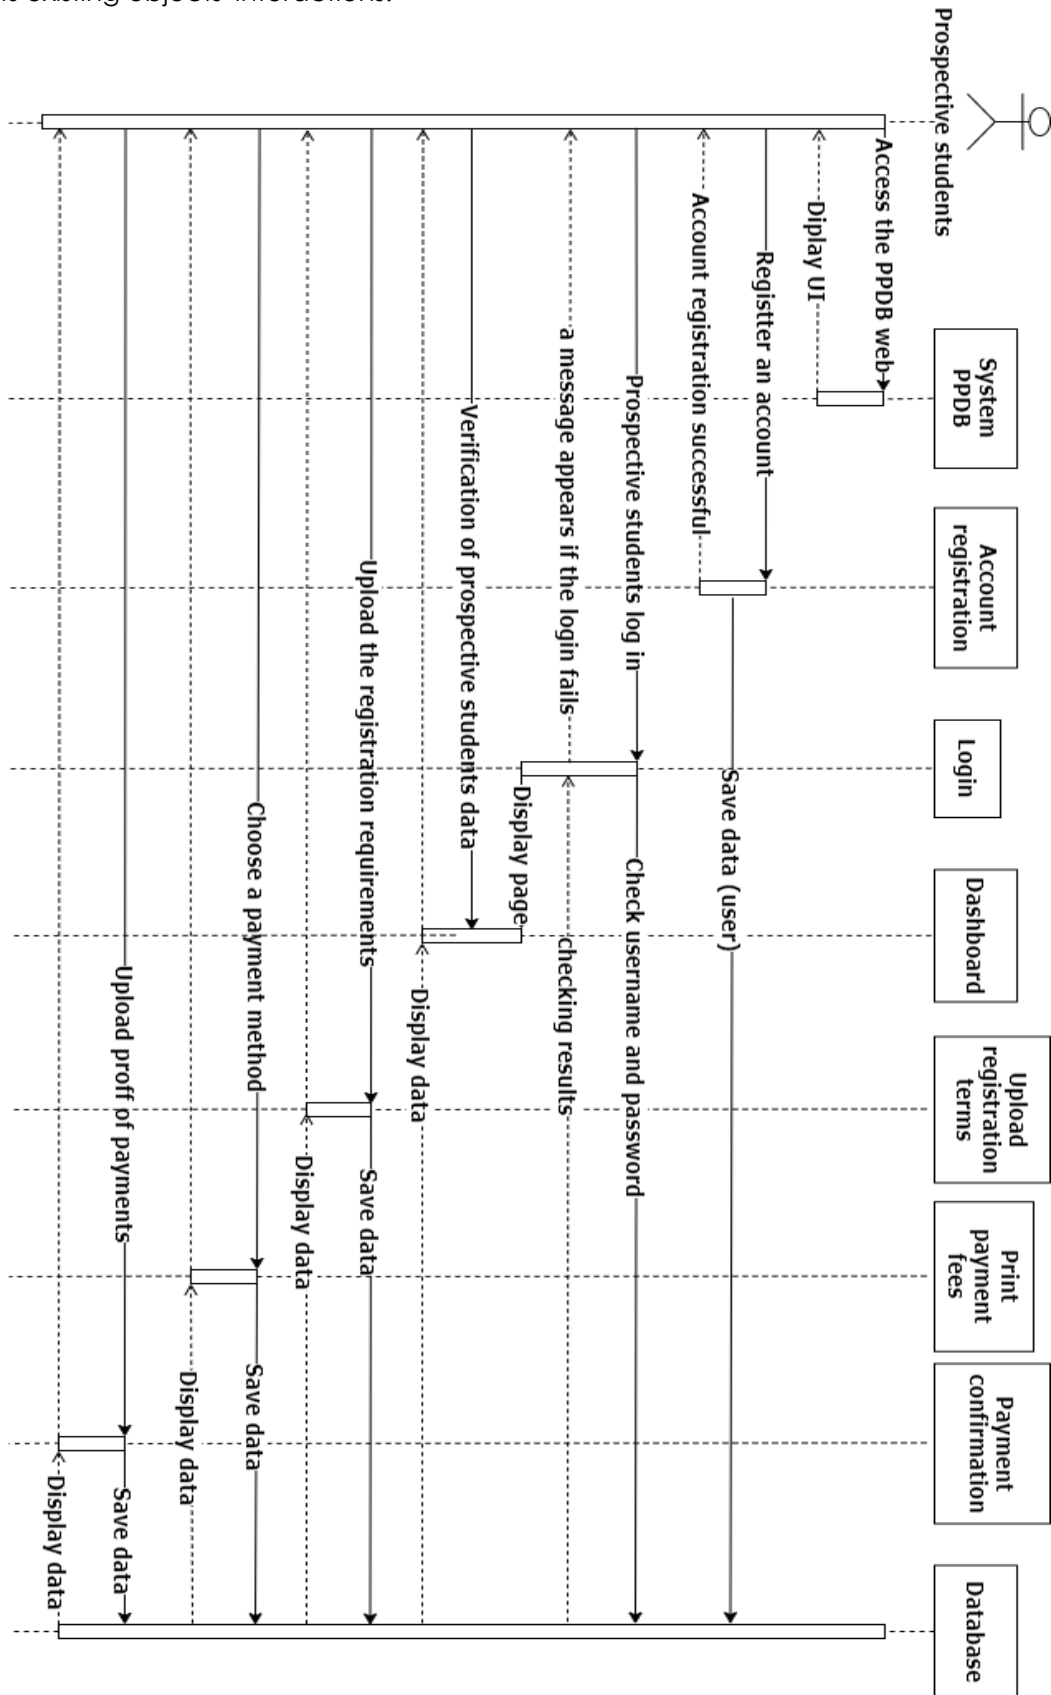 nt existing objects interactions.
Prospective students
System
PPDB
Account
registration
Login
Dashboard
Upload
registration
terms
Print
payment
fees
Payment
confirmation
Database
Access the PPDB web
Diplay UI
Registter an account
Save data (user)
Account registration successful
Prospective students log in
Check username and password
checking results
a message appears if the login fails
Display page
Verification of prospective students data
Display data
Upload the registration requirements
Save data
Display data
Choose a payment method
Save data
Display data
Upload proff of payments
Save data
Display data